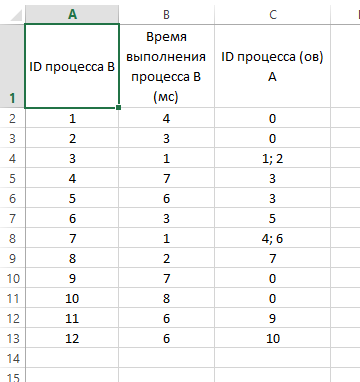 A B C
ID процесса B Время выполнения процесса B (мс) ID процесса (ов) A
1
2 1 4 0
3 2 3 0
4 3 1 1; 2
5 4 7 3
6 5 6 3
7 6 3 5
8 7 1 4; 6
9 8 2 7
10 9 7 0
11 10 8 0
12 11 6 9
13 12 6 10
14
15